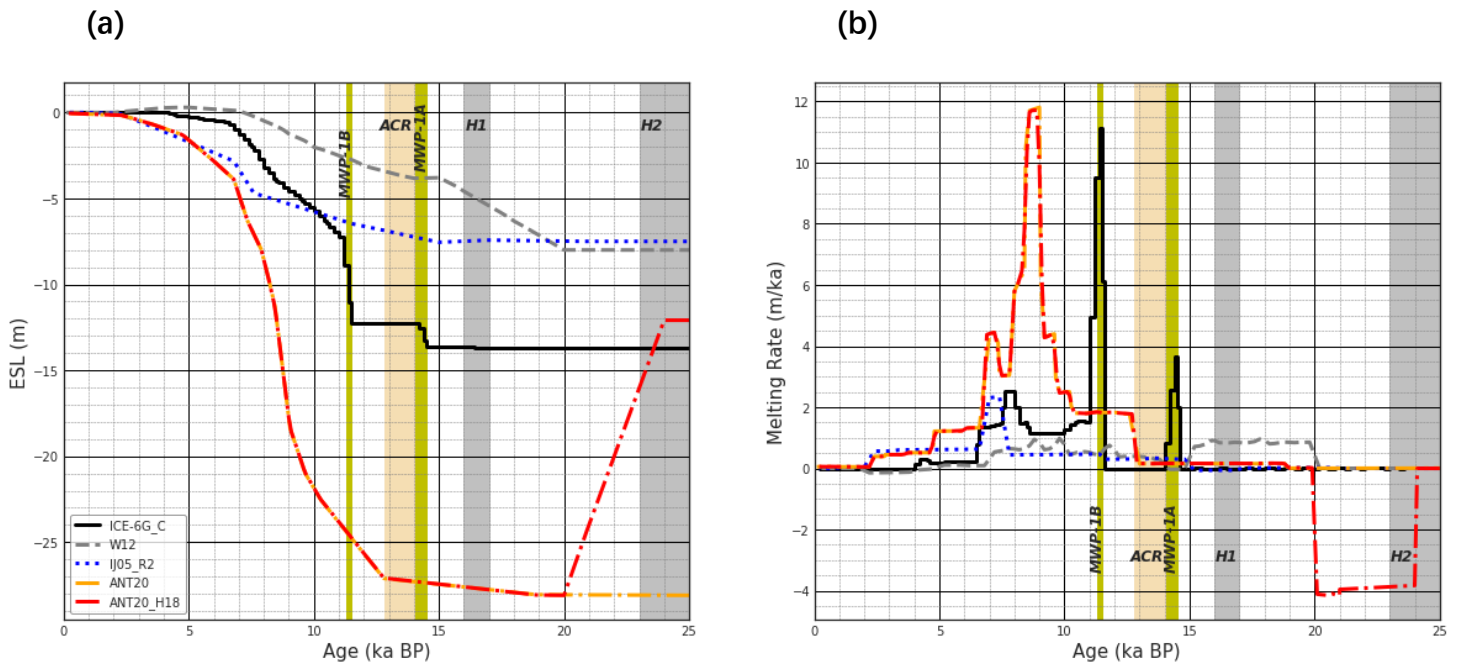 (a)
(b)
MWP-1B
ACR
MWP-1A
H1
H2
0
−5
−10
−15
−20
−25
ESL (m)
ICE-6G_C
W12
IJ05_R2
ANT20
ANT20_H18
0
5
10
15
20
25
Age (ka BP)
12
10
8
6
4
2
0
−2
−4
Melting Rate (m/ka)
MWP-1B
ACR
MWP-1A
H1
H2
0
5
10
15
20
25
Age (ka BP)